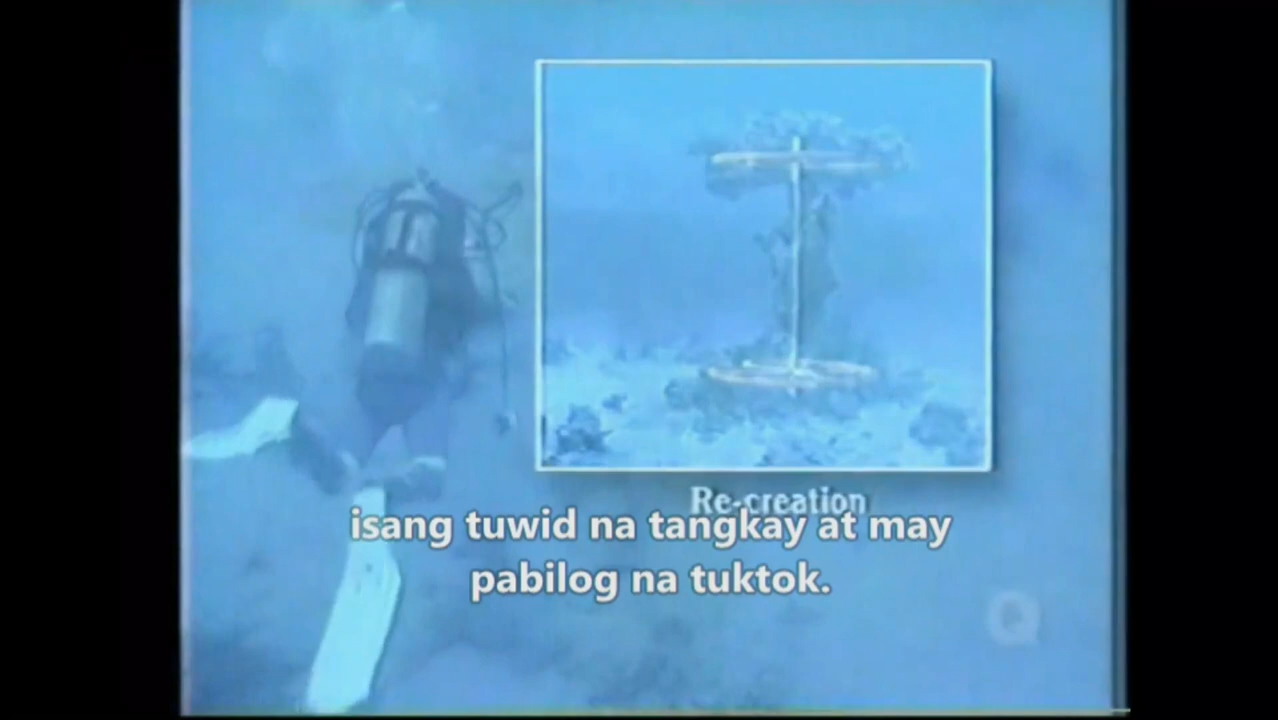 Re-creation
isang tuwid na tangkay at may
pabilog na tuktok.
Q